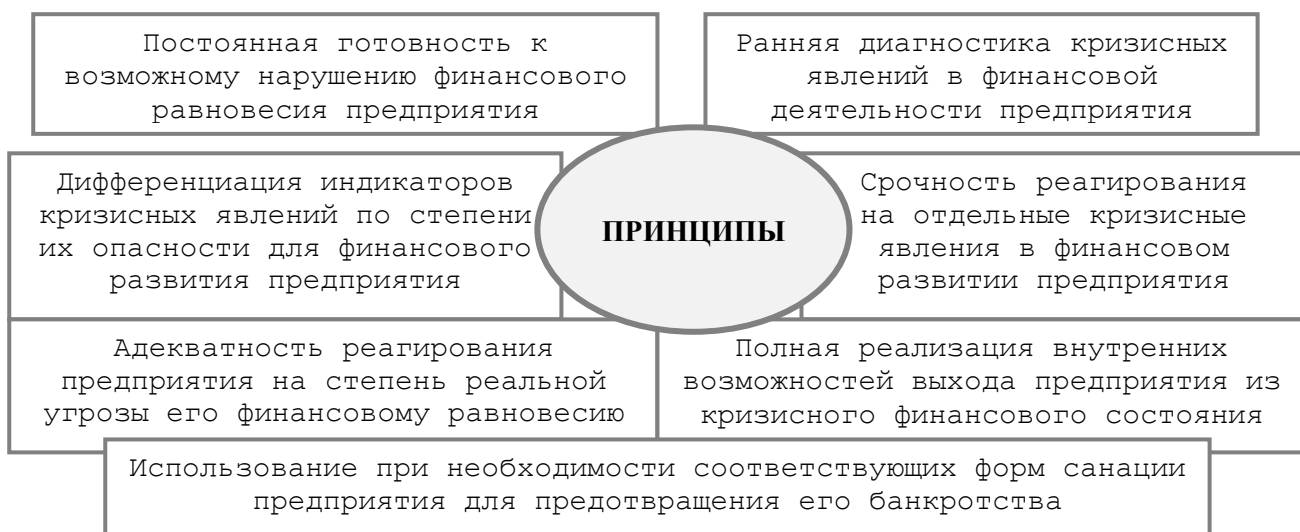 Постоянная готовность к
возможному нарушению финансового
равновесия предприятия
Ранняя диагностика кризисных
явлений в финансовой
деятельности предприятия
Дифференциация индикаторов
кризисных явлений по степени
их опасности для финансового
развития предприятия
ПРИНЦИПЫ
Срочность реагирования
на отдельные кризисные
явления в финансовом
развитии предприятия
Адекватность реагирования
предприятия на степень реальной
угрозы его финансовому равновесию
Полная реализация внутренних
возможностей выхода предприятия из
кризисного финансового состояния
Использование при необходимости соответствующих форм санации
предприятия для предотвращения его банкротства